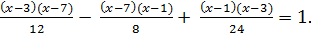 (x−3)(x−7)/12 − (x−7)(x−1)/8 + (x−1)(x−3)/24 = 1.